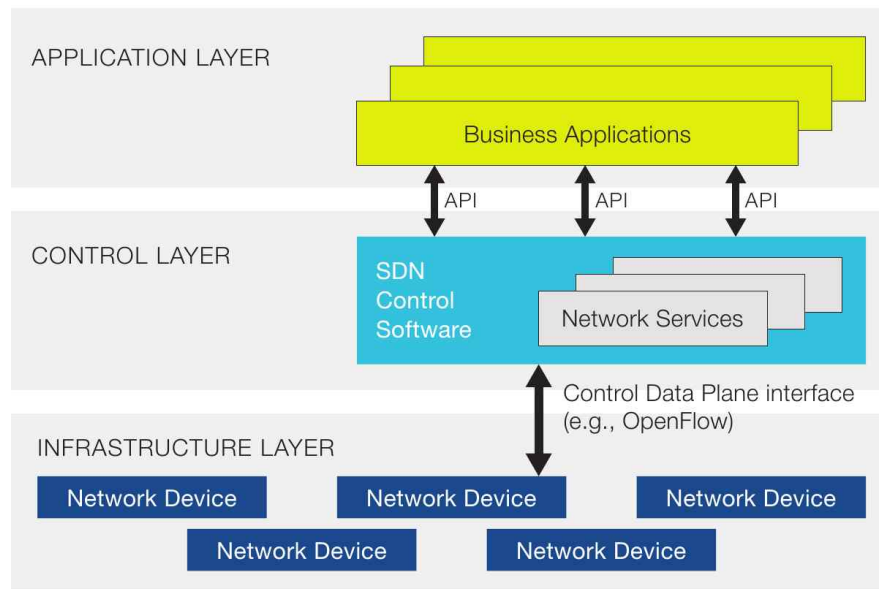 APPLICATION LAYER
Business Applications
API
API
API
CONTROL LAYER
SDN
Control
Software
Network Services
Control Data Plane interface
(e.g., OpenFlow)
INFRASTRUCTURE LAYER
Network Device
Network Device
Network Device
Network Device
Network Device